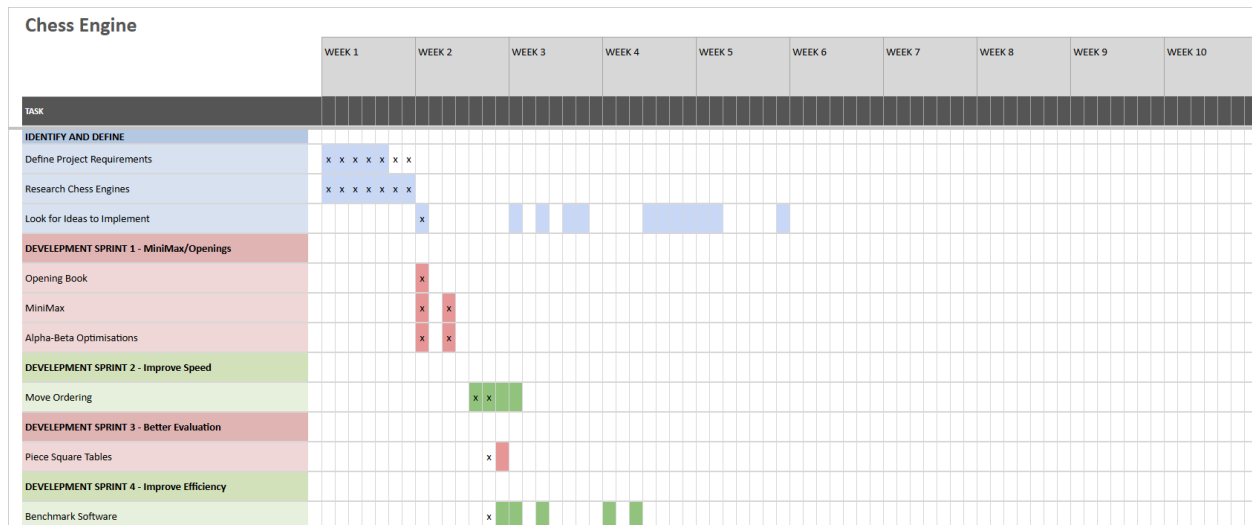 Chess Engine
WEEK 1 WEEK 2 WEEK 3 WEEK 4 WEEK 5 WEEK 6 WEEK 7 WEEK 8 WEEK 9 WEEK 10
TASK
IDENTIFY AND DEFINE
Define Project Requirements x x x x x x x
Research Chess Engines x x x x x x x
Look for Ideas to Implement x
DEVELEPMENT SPRINT 1 - MiniMax/Openings
Opening Book x
MiniMax x x
Alpha-Beta Optimisations x x
DEVELEPMENT SPRINT 2 - Improve Speed
Move Ordering x x
DEVELEPMENT SPRINT 3 - Better Evaluation
Piece Square Tables x
DEVELEPMENT SPRINT 4 - Improve Efficiency
Benchmark Software x